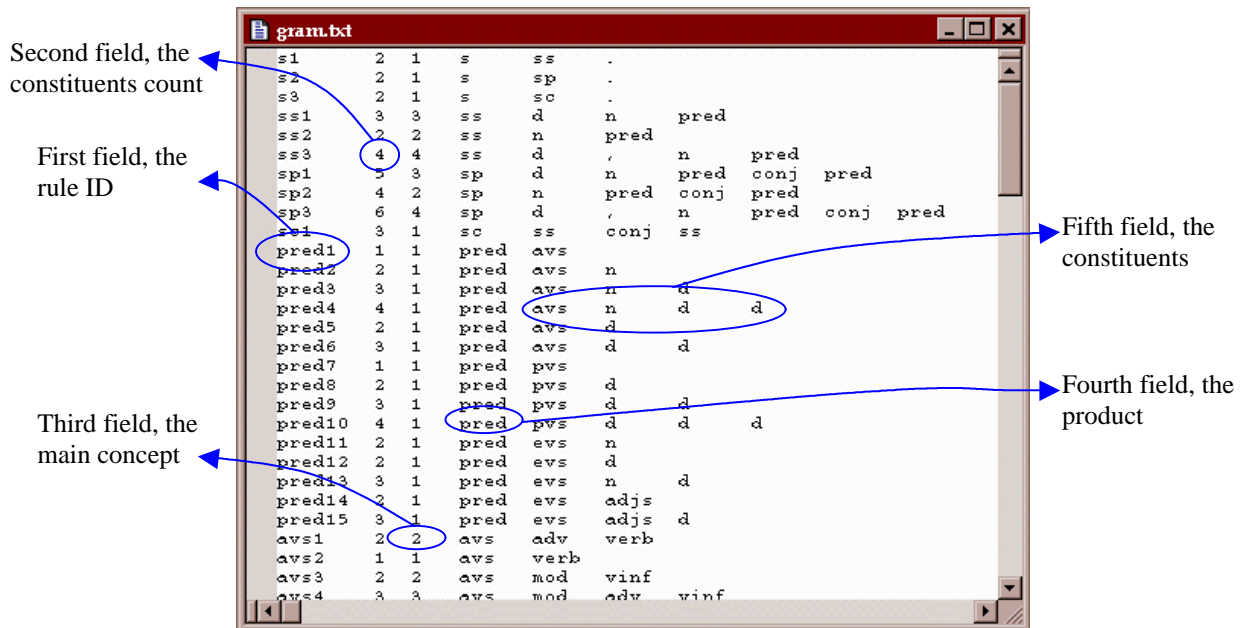 gram.txt
Second field, the
constituents count
First field, the
rule ID
Third field, the
main concept
s1 2 1 s ss .
s2 2 1 s sp .
s3 2 1 s sc .
ss1 3 3 ss d n pred
ss2 2 2 ss n pred
ss3 4 4 ss d , n pred
sp1 5 3 sp d n pred conj pred
sp2 4 2 sp n pred conj pred
sp3 6 4 sp d , n pred conj pred
sc1 3 1 sc ss conj ss
pred1 1 1 pred avs
pred2 2 1 pred avs n
pred3 3 1 pred avs n d
pred4 4 1 pred avs n d d
pred5 2 1 pred avs d
pred6 3 1 pred avs d d
pred7 1 1 pred pvs
pred8 2 1 pred pvs d
pred9 3 1 pred pvs d d
pred10 4 1 pred pvs d d d
pred11 2 1 pred evs n
pred12 2 1 pred evs d
pred13 3 1 pred evs n d
pred14 2 1 pred evs adjs
pred15 3 1 pred evs adjs d
avs1 2 2 avs adv verb
avs2 1 1 avs verb
avs3 2 2 avs mod vinf
avs4 3 3 avs mod adv vinf
Fifth field, the
constituents
Fourth field, the
product